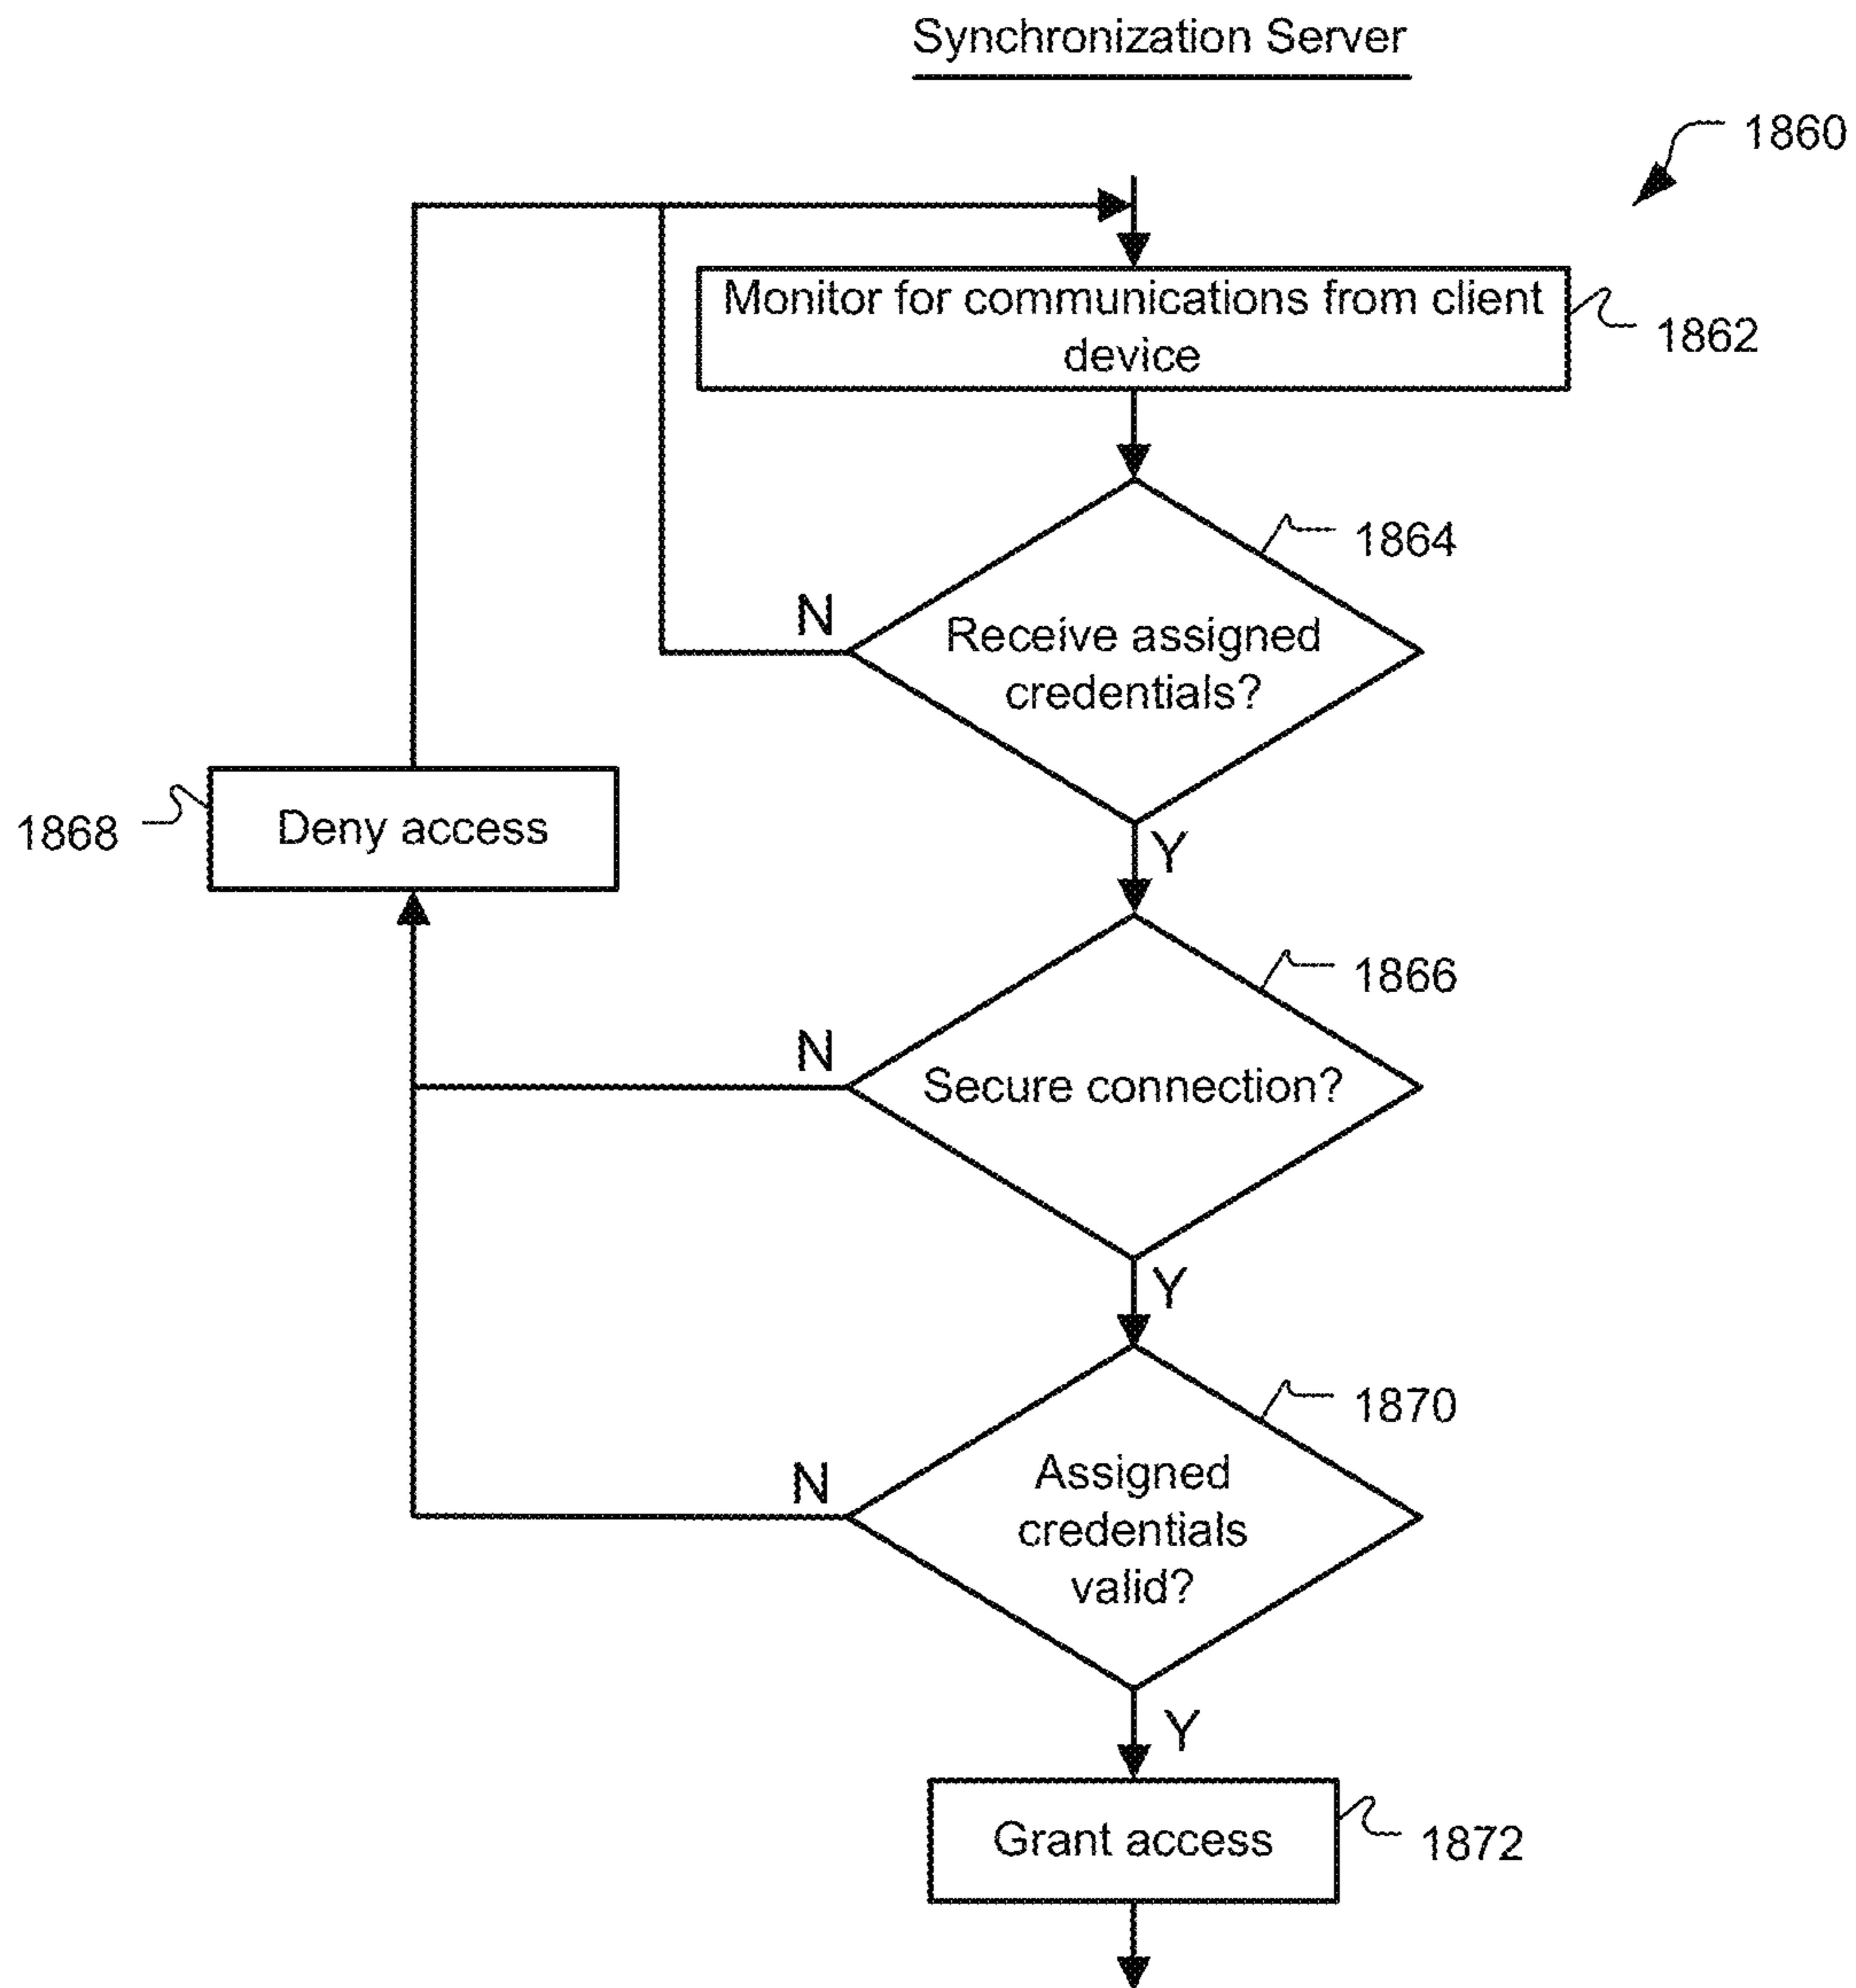 Synchronization Server
1860
Monitor for communications from client
device
1862
1864
Receive assigned
credentials?
N
Y
1868
Deny access
1866
Secure connection?
N
Y
1870
Assigned
credentials
valid?
N
Y
Grant access
1872